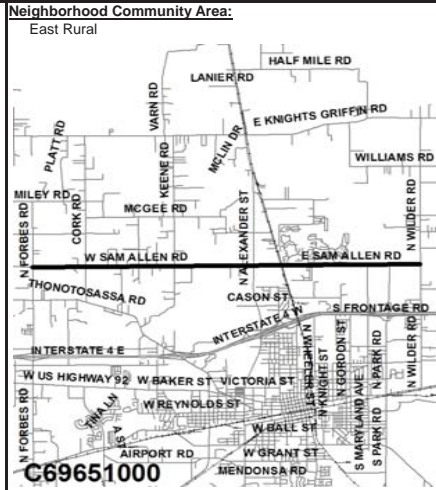 Neighborhood Community Area:
East Rural
HALF MILE RD
LANIER RD
VARN RD
E KNIGHTS GRIFFIN RD
PLATT RD
MCLIN DR
WILLIAMS RD
KEENE RD
MILEY RD
CORK RD
MCGEE RD
N FORBES RD
N ALEXANDER ST
N WILDER RD
W SAM ALLEN RD
E SAM ALLEN RD
THONOTOSASSA RD
CASON ST
S FRONTAGE RD
INTERSTATE 4 W
INTERSTATE 4 E
N WHEELER ST
N KNIGHT ST
N GORDON ST
N PARK RD
N WILDER RD
W US HIGHWAY 92
W BAKER ST
VICTORIA ST
N FORBES RD
TINA LN
W REYNOLDS ST
S MARYLAND AVE
S PARK RD
A ST
W BALL ST
AIRPORT RD
W GRANT ST
C69651000
MENDONSA RD